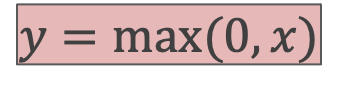 y = max(0, x)